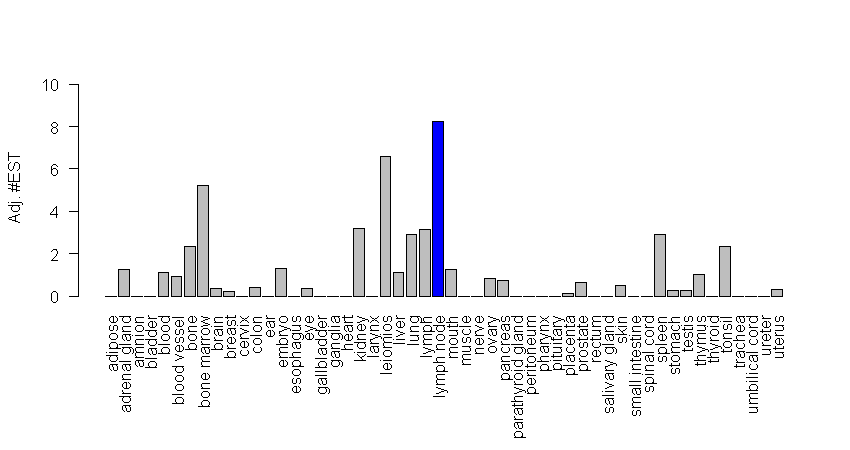 10
8
6
4
2
0
Adj. #EST
adipose
adrenal gland
amnion
bladder
blood
blood vessel
bone
bone marrow
brain
breast
cervix
colon
ear
embryo
esophagus
eye
gallbladder
ganglia
heart
kidney
larynx
leiomios
liver
lung
lymph
lymph node
mouth
muscle
nerve
ovary
pancreas
parathyroid gland
peritoneum
pharynx
pituitary
placenta
prostate
rectum
salivary gland
skin
small intestine
spinal cord
spleen
stomach
testis
thymus
thyroid
tonsil
trachea
umbilical cord
ureter
uterus